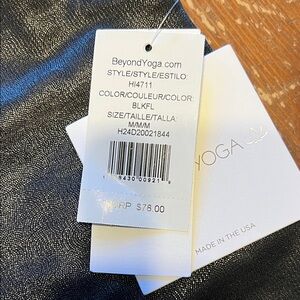 BeyondYoga.com
STYLE/STYLE/ESTILO
HI4711
COLOR/COULEUR/COLOR:
BLKFL
SIZE/TAILLE/TALLA:
M/M/M
H24D20021844
$78.00
YOGA
MADE IN THE USA